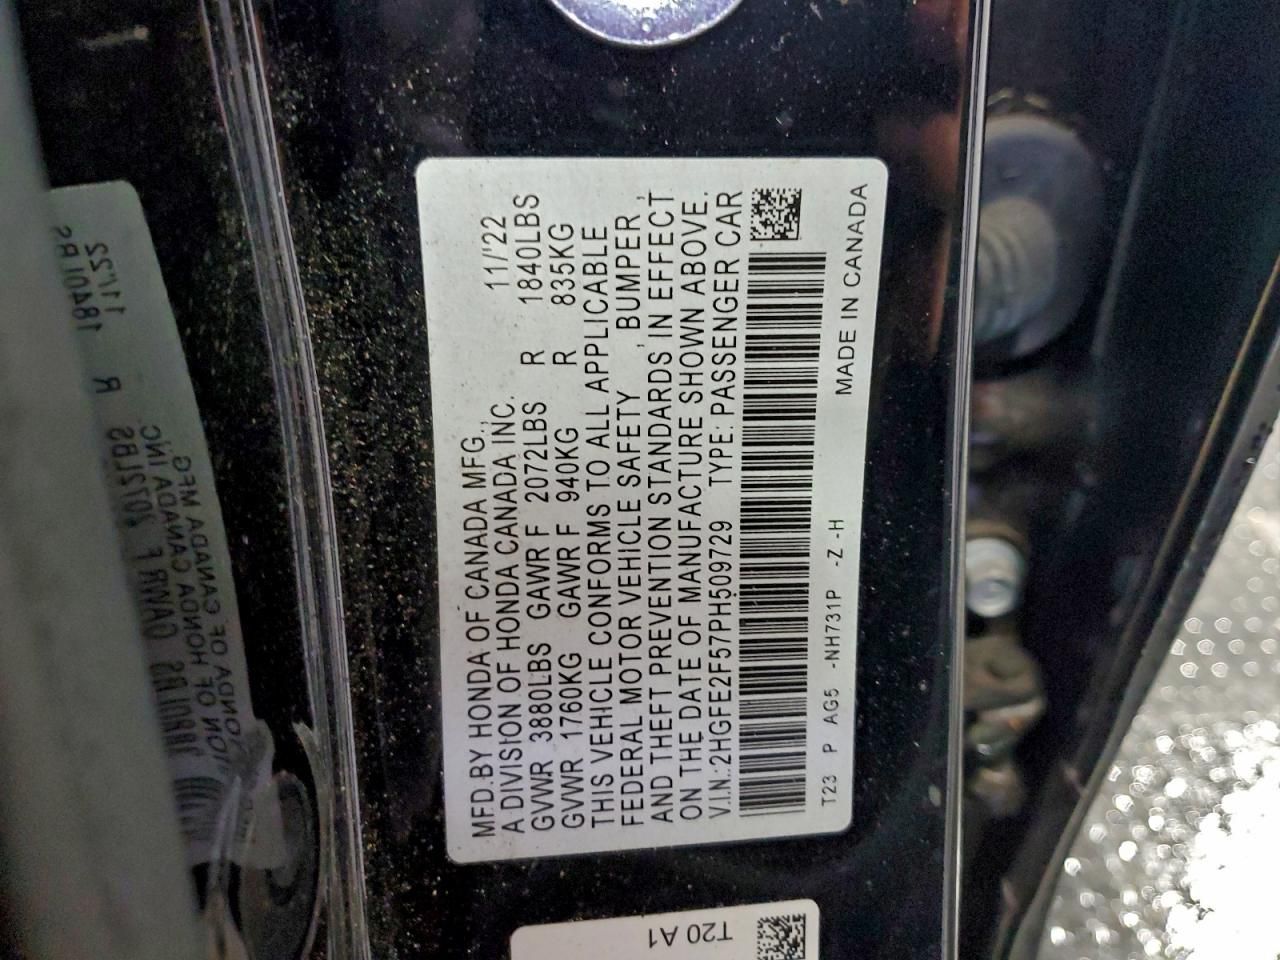 MFD.BY HONDA OF CANADA MFG.,
A DIVISION OF HONDA CANADA INC. 11/'22
GVWR 3880LBS GAWR F 2072LBS R 1840LBS
GVWR 1760KG GAWR F 940KG R 835KG
THIS VEHICLE CONFORMS TO ALL APPLICABLE
FEDERAL MOTOR VEHICLE SAFETY , BUMPER ,
AND THEFT PREVENTION STANDARDS IN EFFECT
ON THE DATE OF MANUFACTURE SHOWN ABOVE.
V.I.N.:2HGFE2F57PH509729 TYPE: PASSENGER CAR
T23 P AG5 -NH731P -Z -H MADE IN CANADA
T20 A1